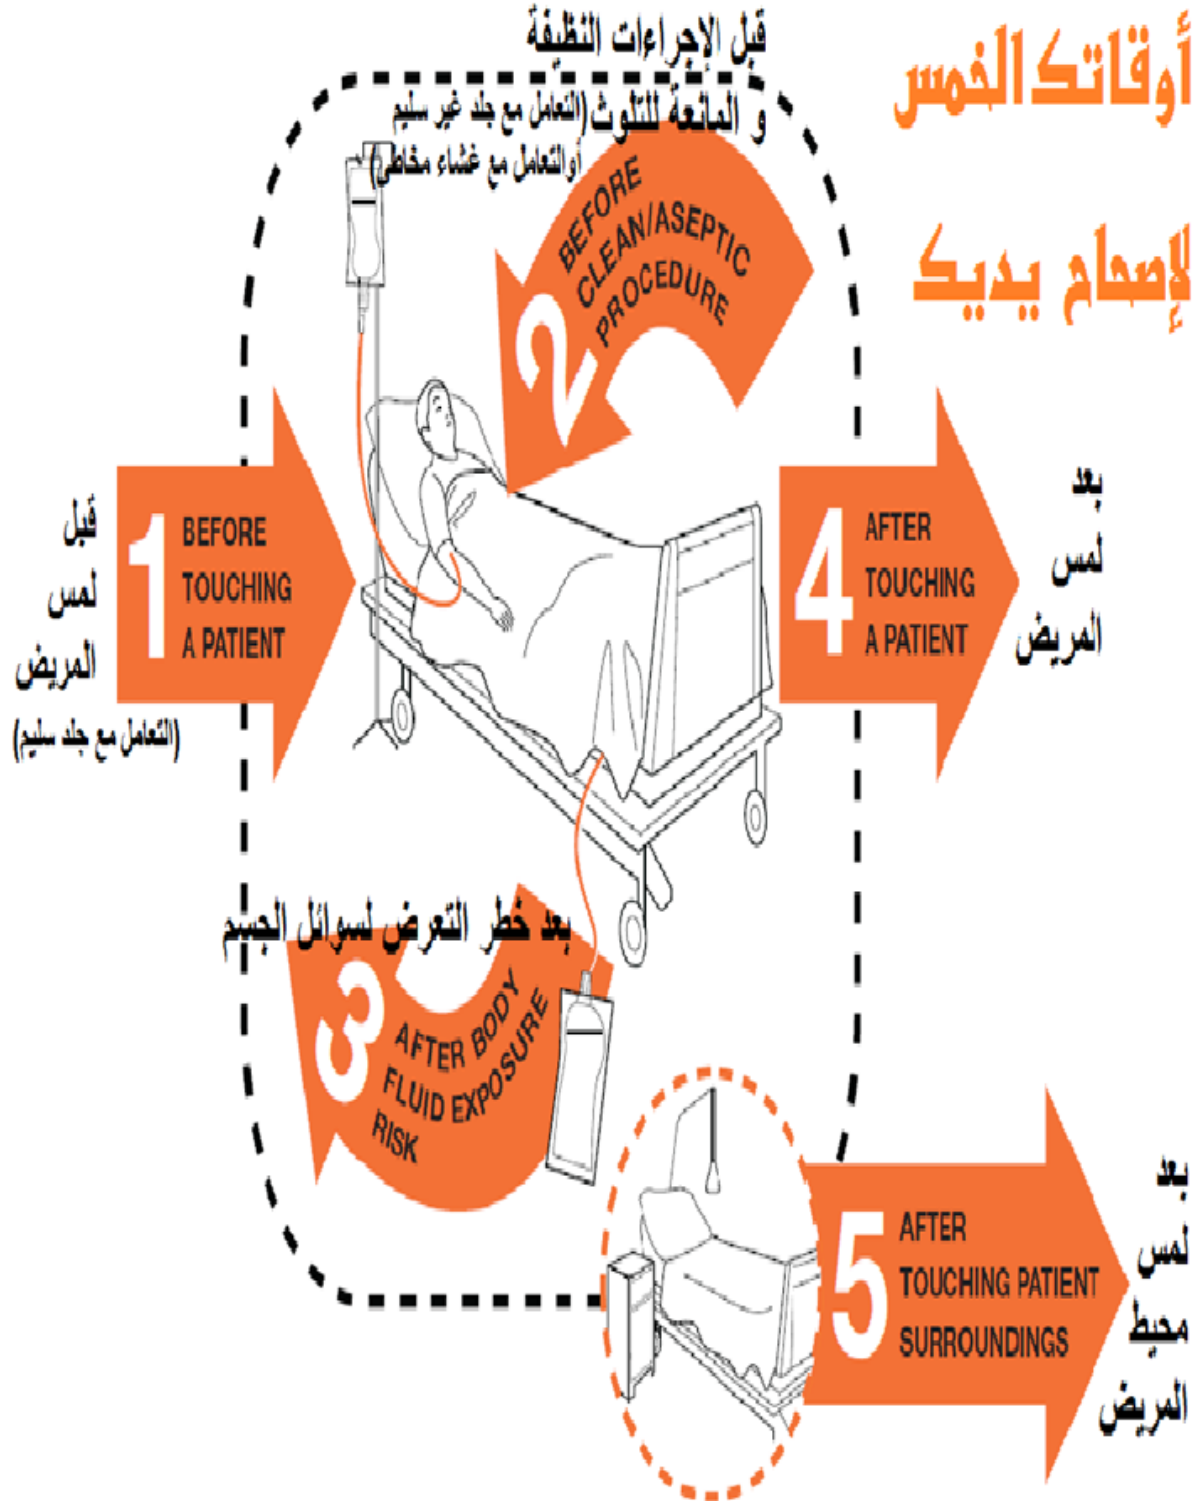 أوقاتك الخمس
لإصحاح يديك
قبل الإجراءات النظيفة
و المانعة للتلوث(التعامل مع جلد غير سليم
أوالتعامل مع غشاء مخاطي)
BEFORE
CLEAN/ASEPTIC
PROCEDURE
2
قبل
لمس
المريض
(التعامل مع جلد سليم)
1
BEFORE
TOUCHING
A PATIENT
4
AFTER
TOUCHING
A PATIENT
بعد
لمس
المريض
بعد خطر التعرض لسوائل الجسم
3
AFTER BODY
FLUID EXPOSURE
RISK
5
AFTER
TOUCHING PATIENT
SURROUNDINGS
بعد
لمس
محيط
المريض